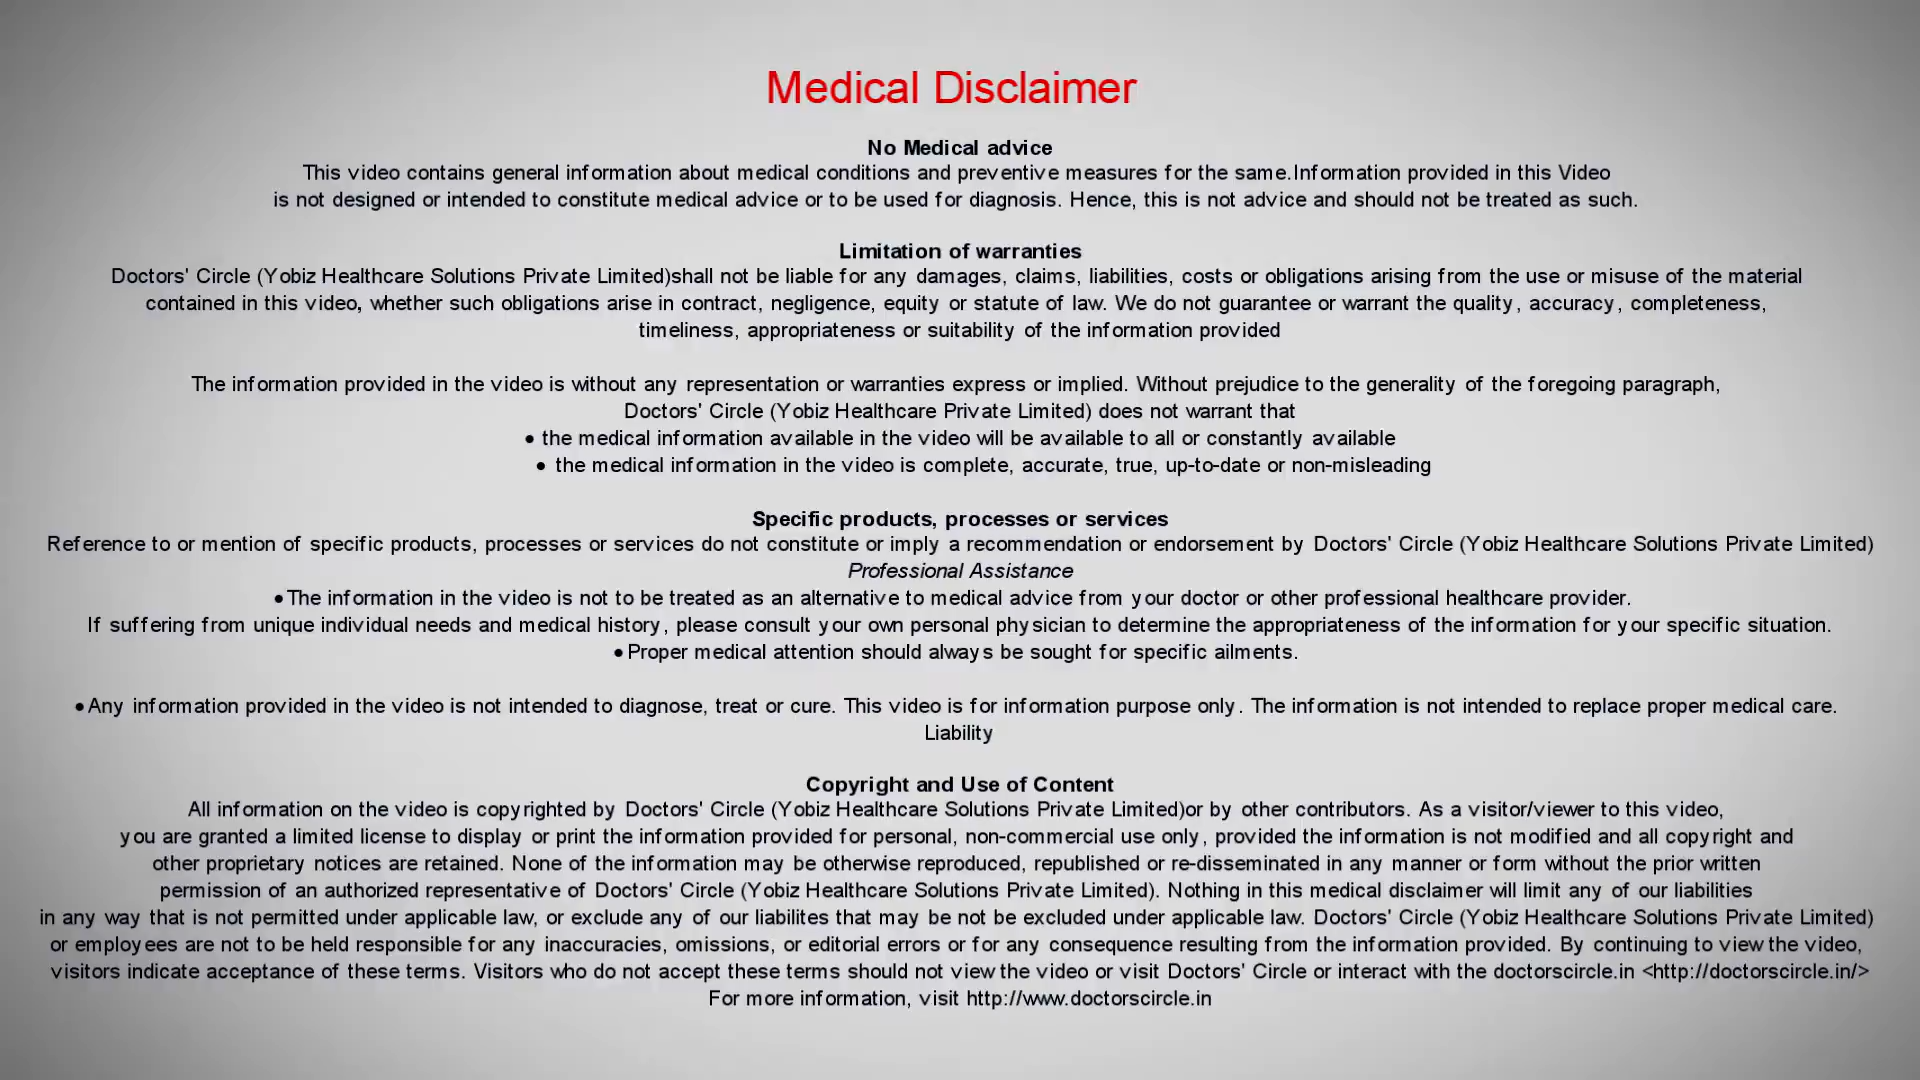 Medical Disclaimer
No Medical advice
This video contains general information about medical conditions and preventive measures for the same.Information provided in this Video
is not designed or intended to constitute medical advice or to be used for diagnosis. Hence, this is not advice and should not be treated as such.
Limitation of warranties
Doctors' Circle (Yobiz Healthcare Solutions Private Limited)shall not be liable for any damages, claims, liabilities, costs or obligations arising from the use or misuse of the material
contained in this video, whether such obligations arise in contract, negligence, equity or statute of law. We do not guarantee or warrant the quality, accuracy, completeness,
timeliness, appropriateness or suitability of the information provided
The information provided in the video is without any representation or warranties express or implied. Without prejudice to the generality of the foregoing paragraph,
Doctors' Circle (Yobiz Healthcare Private Limited) does not warrant that
• the medical information available in the video will be available to all or constantly available
• the medical information in the video is complete, accurate, true, up-to-date or non-misleading
Specific products, processes or services
Reference to or mention of specific products, processes or services do not constitute or imply a recommendation or endorsement by Doctors' Circle (Yobiz Healthcare Solutions Private Limited)
Professional Assistance
•The information in the video is not to be treated as an alternative to medical advice from your doctor or other professional healthcare provider.
If suffering from unique individual needs and medical history, please consult your own personal physician to determine the appropriateness of the information for your specific situation.
•Proper medical attention should always be sought for specific ailments.
•Any information provided in the video is not intended to diagnose, treat or cure. This video is for information purpose only. The information is not intended to replace proper medical care.
Liability
Copyright and Use of Content
All information on the video is copyrighted by Doctors' Circle (Yobiz Healthcare Solutions Private Limited)or by other contributors. As a visitor/viewer to this video,
you are granted a limited license to display or print the information provided for personal, non-commercial use only, provided the information is not modified and all copyright and
other proprietary notices are retained. None of the information may be otherwise reproduced, republished or re-disseminated in any manner or form without the prior written
permission of an authorized representative of Doctors' Circle (Yobiz Healthcare Solutions Private Limited). Nothing in this medical disclaimer will limit any of our liabilities
in any way that is not permitted under applicable law, or exclude any of our liabilites that may be not be excluded under applicable law. Doctors' Circle (Yobiz Healthcare Solutions Private Limited)
or employees are not to be held responsible for any inaccuracies, omissions, or editorial errors or for any consequence resulting from the information provided. By continuing to view the video,
visitors indicate acceptance of these terms. Visitors who do not accept these terms should not view the video or visit Doctors' Circle or interact with the doctorscircle.in <http://doctorscircle.in/>
For more information, visit http://www.doctorscircle.in